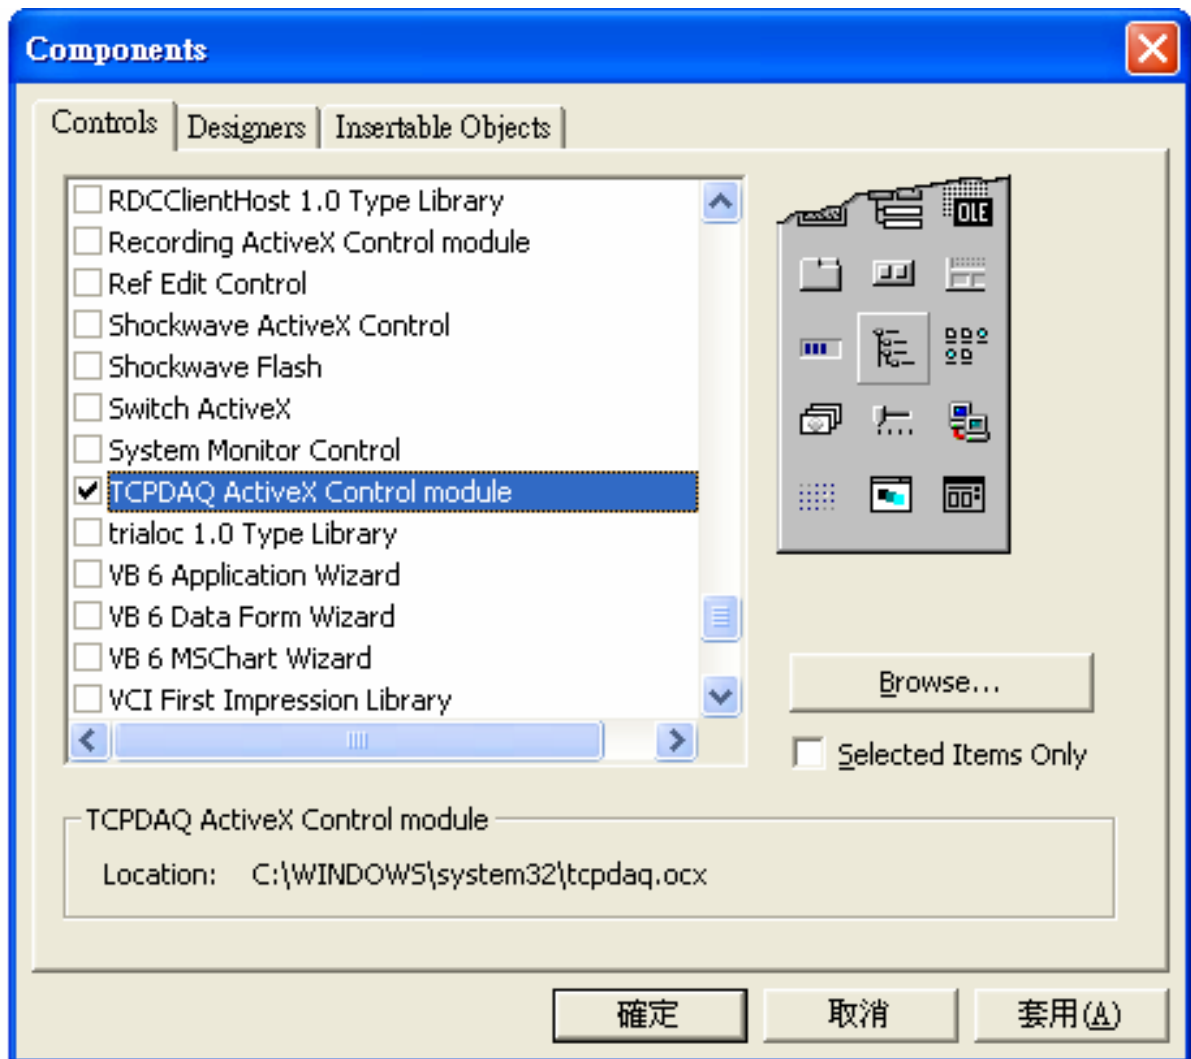 Components
Controls Designers Insertable Objects
RDCClientHost 1.0 Type Library
Recording ActiveX Control module
Ref Edit Control
Shockwave ActiveX Control
Shockwave Flash
Switch ActiveX
System Monitor Control
TCPDAQ ActiveX Control module
trialoc 1.0 Type Library
VB 6 Application Wizard
VB 6 Data Form Wizard
VB 6 MSChart Wizard
VCI First Impression Library
OLE
Browse...
Selected Items Only
TCPDAQ ActiveX Control module
Location: C:\WINDOWS\system32\tcpdaq.ocx
確定 取消 套用(A)